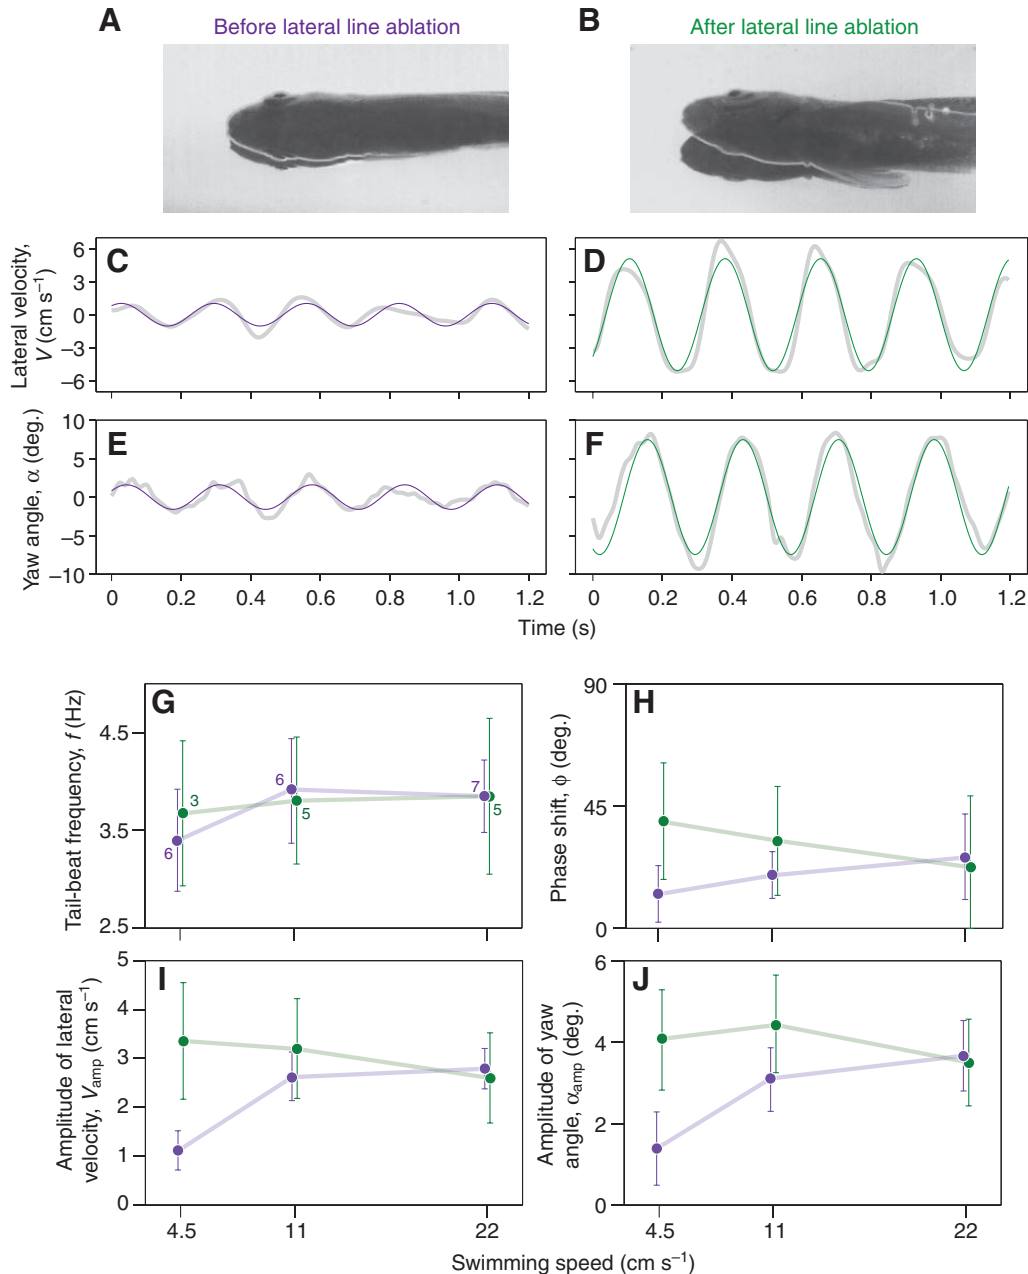 A Before lateral line ablation
B After lateral line ablation
Lateral velocity,
V (cm s⁻¹)
6
3
0
–3
–6
C
D
Yaw angle, α (deg.)
10
5
0
–5
–10
E
F
0 0.2 0.4 0.6 0.8 1.0 1.2
0 0.2 0.4 0.6 0.8 1.0 1.2
Time (s)
Tail-beat frequency, f (Hz)
4.5
3.5
2.5
G
6
3
6
5
7
5
Phase shift, ϕ (deg.)
90
45
0
H
Amplitude of lateral
velocity, Vamp (cm s⁻¹)
5
4
3
2
1
0
I
Amplitude of yaw
angle, αamp (deg.)
6
4
2
0
J
4.5 11 22
4.5 11 22
Swimming speed (cm s⁻¹)